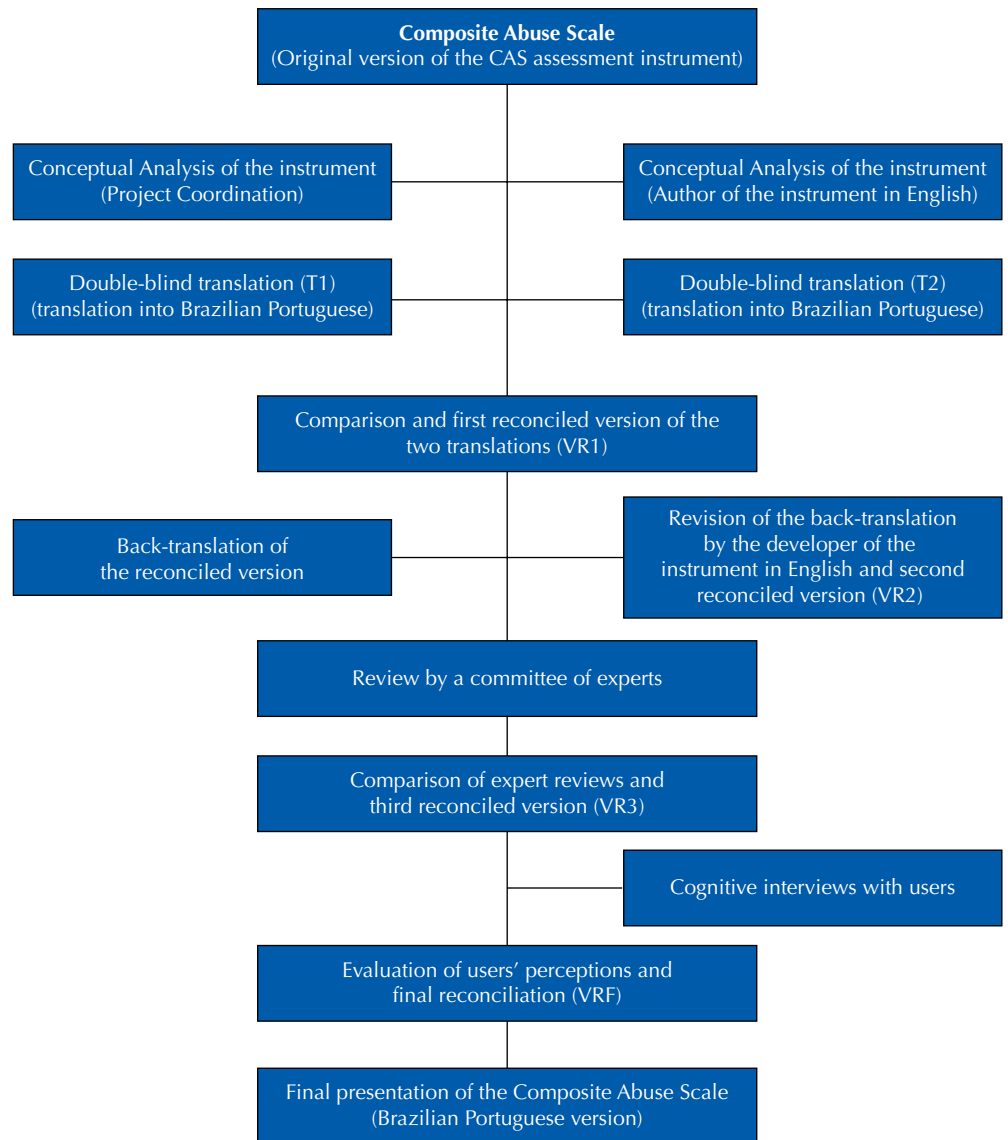 Composite Abuse Scale
(Original version of the CAS assessment instrument)
Conceptual Analysis of the instrument
(Project Coordination)
Conceptual Analysis of the instrument
(Author of the instrument in English)
Double-blind translation (T1)
(translation into Brazilian Portuguese)
Double-blind translation (T2)
(translation into Brazilian Portuguese)
Comparison and first reconciled version of the
two translations (VR1)
Back-translation of
the reconciled version
Revision of the back-translation
by the developer of the
instrument in English and second
reconciled version (VR2)
Review by a committee of experts
Comparison of expert reviews and
third reconciled version (VR3)
Cognitive interviews with users
Evaluation of users’ perceptions and
final reconciliation (VRF)
Final presentation of the Composite Abuse Scale
(Brazilian Portuguese version)